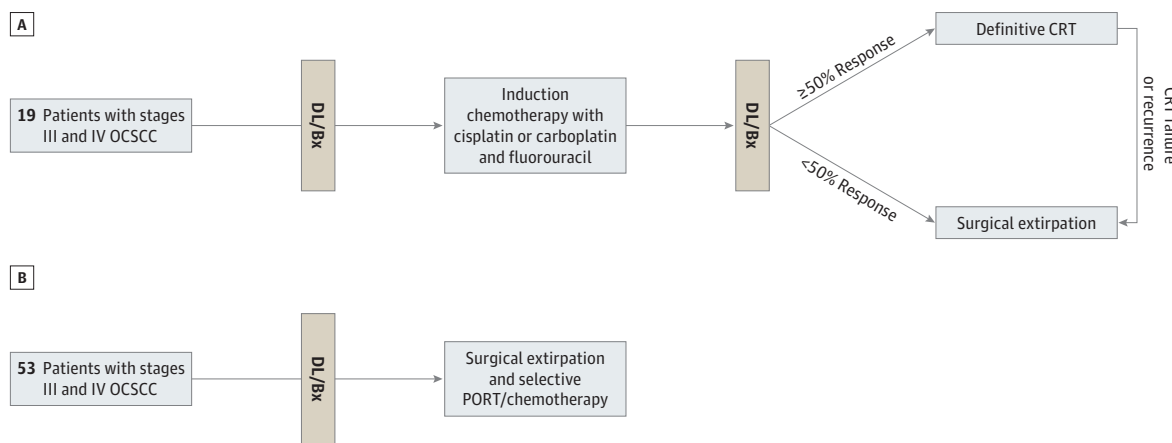 A
19 Patients with stages
III and IV OCSCC
DL/Bx
Induction
chemotherapy with
cisplatin or carboplatin
and fluorouracil
DL/Bx
≥50% Response
<50% Response
Definitive CRT
CRT failure
or recurrence
Surgical extirpation
B
53 Patients with stages
III and IV OCSCC
DL/Bx
Surgical extirpation
and selective
PORT/chemotherapy